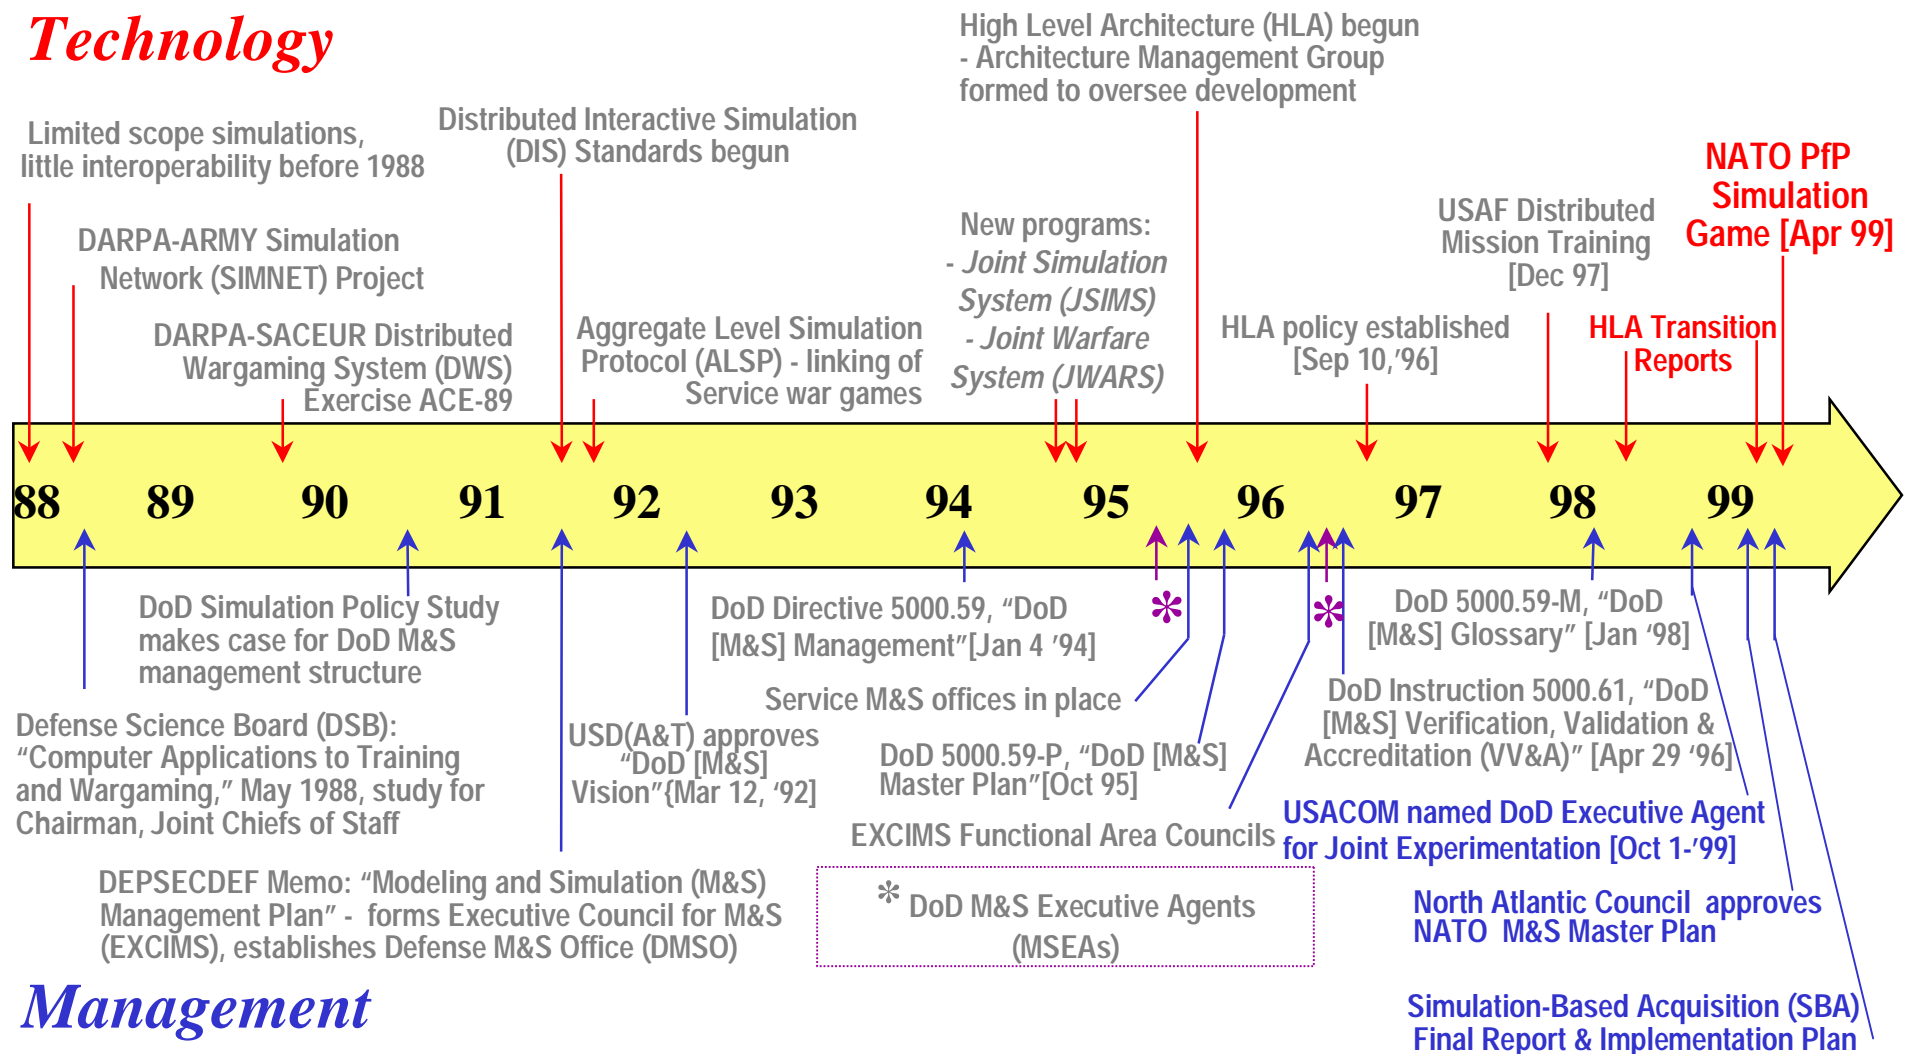 Technology
High Level Architecture (HLA) begun
- Architecture Management Group
formed to oversee development
Limited scope simulations,
little interoperability before 1988
Distributed Interactive Simulation
(DIS) Standards begun
NATO PfP
Simulation
Game [Apr 99]
DARPA-ARMY Simulation
Network (SIMNET) Project
New programs:
- Joint Simulation
System (JSIMS)
- Joint Warfare
System (JWARS)
USAF Distributed
Mission Training
[Dec 97]
DARPA-SACEUR Distributed
Wargaming System (DWS)
Exercise ACE-89
Aggregate Level Simulation
Protocol (ALSP) - linking of
Service war games
HLA policy established
[Sep 10,'96]
HLA Transition
Reports
88 89 90 91 92 93 94 95 96 97 98 99
DoD Simulation Policy Study
makes case for DoD M&S
management structure
DoD Directive 5000.59, “DoD
[M&S] Management”[Jan 4 '94]
*
*
DoD 5000.59-M, “DoD
[M&S] Glossary” [Jan '98]
Service M&S offices in place
DoD Instruction 5000.61, “DoD
[M&S] Verification, Validation &
Accreditation (VV&A)” [Apr 29 '96]
Defense Science Board (DSB):
“Computer Applications to Training
and Wargaming,” May 1988, study for
Chairman, Joint Chiefs of Staff
USD(A&T) approves
“DoD [M&S]
Vision”{Mar 12, '92]
DoD 5000.59-P, “DoD [M&S]
Master Plan”[Oct 95]
EXCIMS Functional Area Councils
USACOM named DoD Executive Agent
for Joint Experimentation [Oct 1-'99]
DEPSECDEF Memo: “Modeling and Simulation (M&S)
Management Plan” - forms Executive Council for M&S
(EXCIMS), establishes Defense M&S Office (DMSO)
* DoD M&S Executive Agents
(MSEAs)
North Atlantic Council approves
NATO M&S Master Plan
Management
Simulation-Based Acquisition (SBA)
Final Report & Implementation Plan